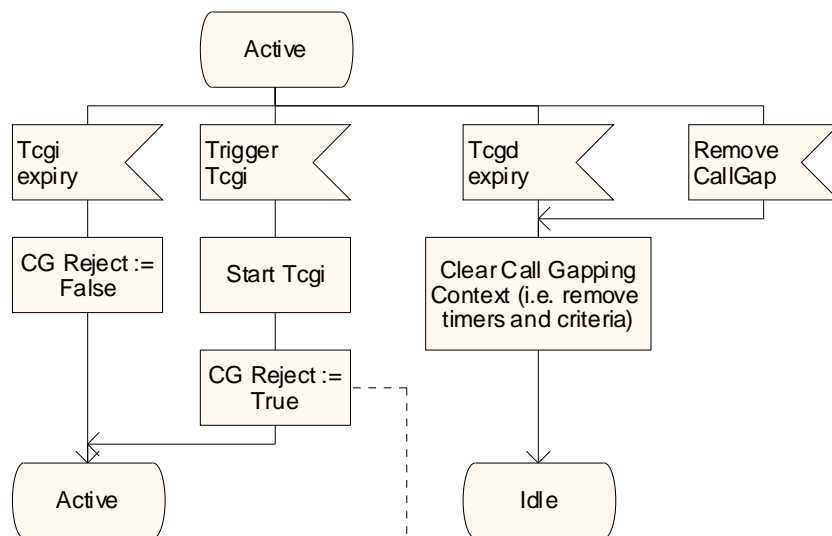 Active
Tcgi
expiry
Trigger
Tcgi
Tcgd
expiry
Remove
CallGap
CG Reject :=
False
Start Tcgi
Clear Call Gapping
Context (i.e. remove
timers and criteria)
CG Reject :=
True
Active
Idle